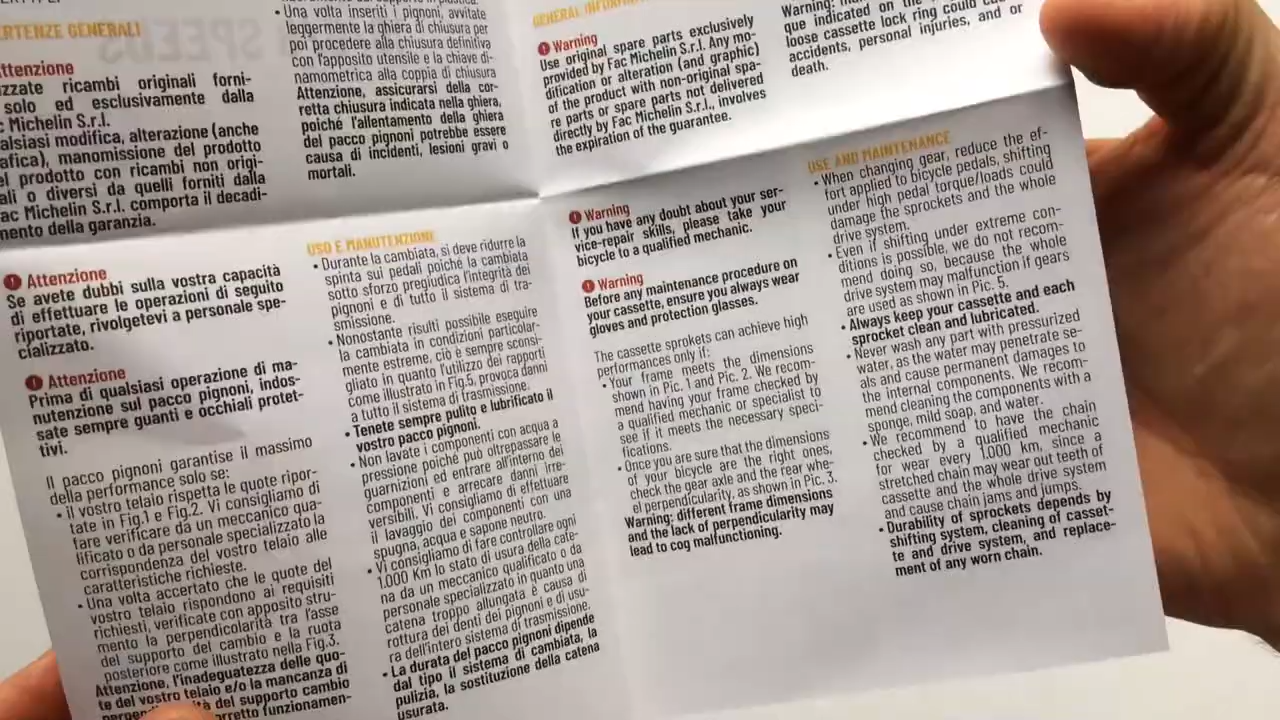 ERTENZE GENERALI
ttenzione
izzate ricambi originali forni-
solo ed esclusivamente dalla
c Michelin S.r.l.
alsiasi modifica, alterazione (anche
afica), manomissione del prodotto
el prodotto con ricambi non origi-
ali o diversi da quelli forniti dalla
ac Michelin S.r.l. comporta il decadi-
mento della garanzia.
Attenzione
Se avete dubbi sulla vostra capacità
di effettuare le operazioni di seguito
riportate, rivolgetevi a personale spe-
cializzato.
Attenzione
Prima di qualsiasi operazione di ma-
nutenzione sul pacco pignoni, indos-
sate sempre guanti e occhiali protet-
tivi.
Il pacco pignoni garantise il massimo
della performance solo se:
• il vostro telaio rispetta le quote ripor-
tate in Fig.1 e Fig.2. Vi consigliamo di
fare verificare da un meccanico qua-
lificato o da personale specializzato la
corrispondenza del vostro telaio alle
caratteristiche richieste.
• Una volta accertato che le quote del
vostro telaio rispondono ai requisiti
richiesti, verificate con apposito stru-
mento la perpendicolarità tra l'asse
del supporto del cambio e la ruota
posteriore come illustrato nella Fig.3.
Attenzione, l'inadeguatezza delle quo-
te del vostro telaio e/o la mancanza di
del supporto cambio
orretto funzionamen-
• Una volta inseriti i pignoni, avvitate
leggermente la ghiera di chiusura per
poi procedere alla chiusura definitiva
con l'apposito utensile e la chiave di-
namometrica alla coppia di chiusura
Attenzione, assicurarsi della cor-
retta chiusura indicata nella ghiera,
poiché l'allentamento della ghiera
del pacco pignoni potrebbe essere
causa di incidenti, lesioni gravi o
mortali.
USO E MANUTENZIONE
• Durante la cambiata, si deve ridurre la
spinta sui pedali poiché la cambiata
sotto sforzo pregiudica l'integrità dei
pignoni e di tutto il sistema di tra-
smissione.
• Nonostante risulti possibile eseguire
la cambiata in condizioni particolar-
mente estreme, ciò è sempre sconsi-
gliato in quanto l'utilizzo dei rapporti
come illustrato in Fig.5, provoca danni
a tutto il sistema di trasmissione.
• Tenete sempre pulito e lubrificato il
vostro pacco pignoni.
• Non lavate i componenti con acqua a
pressione poiché può oltrepassare le
guarnizioni ed entrare all'interno dei
componenti e arrecare danni irre-
versibili. Vi consigliamo di effettuare
il lavaggio dei componenti con una
spugna, acqua e sapone neutro.
• Vi consigliamo di fare controllare ogni
1.000 Km lo stato di usura della cate-
na da un meccanico qualificato o da
personale specializzato in quanto una
catena troppo allungata è causa di
rottura dei denti dei pignoni e di usu-
ra dell'intero sistema di trasmissione.
• La durata del pacco pignoni dipende
dal tipo il sistema di cambiata, la
pulizia, la sostituzione della catena
usurata.
GENERAL INFORM
Warning
Use original spare parts exclusively
provided by Fac Michelin S.r.l. Any mo-
dification or alteration (and graphic)
of the product with non-original spa-
re parts or spare parts not delivered
directly by Fac Michelin S.r.l., involves
the expiration of the guarantee.
Warning
If you have any doubt about your ser-
vice-repair skills, please take your
bicycle to a qualified mechanic.
Warning
Before any maintenance procedure on
your cassette, ensure you always wear
gloves and protection glasses.
The cassette sprokets can achieve high
performances only if:
• Your frame meets the dimensions
shown in Pic. 1 and Pic. 2. We recom-
mend having your frame checked by
a qualified mechanic or specialist to
see if it meets the necessary speci-
fications.
• Once you are sure that the dimensions
of your bicycle are the right ones,
check the gear axle and the rear whe-
el perpendicularity, as shown in Pic. 3.
Warning: different frame dimensions
and the lack of perpendicularity may
lead to cog malfunctioning.
Warning:
que indicated on the
loose cassette lock ring could cau
accidents, personal injuries, and or
death.
USE AND MAINTENANCE
• When changing gear, reduce the ef-
fort applied to bicycle pedals, shifting
under high pedal torque/loads could
damage the sprockets and the whole
drive system.
• Even if shifting under extreme con-
ditions is possible, we do not recom-
mend doing so, because the whole
drive system may malfunction if gears
are used as shown in Pic. 5.
• Always keep your cassette and each
sprocket clean and lubricated.
• Never wash any part with pressurized
water, as the water may penetrate se-
als and cause permanent damages to
the internal components. We recom-
mend cleaning the components with a
sponge, mild soap, and water.
• We recommend to have the chain
checked by a qualified mechanic
for wear every 1.000 km, since a
stretched chain may wear out teeth of
cassette and the whole drive system
and cause chain jams and jumps.
• Durability of sprockets depends by
shifting system, cleaning of casset-
te and drive system, and replace-
ment of any worn chain.